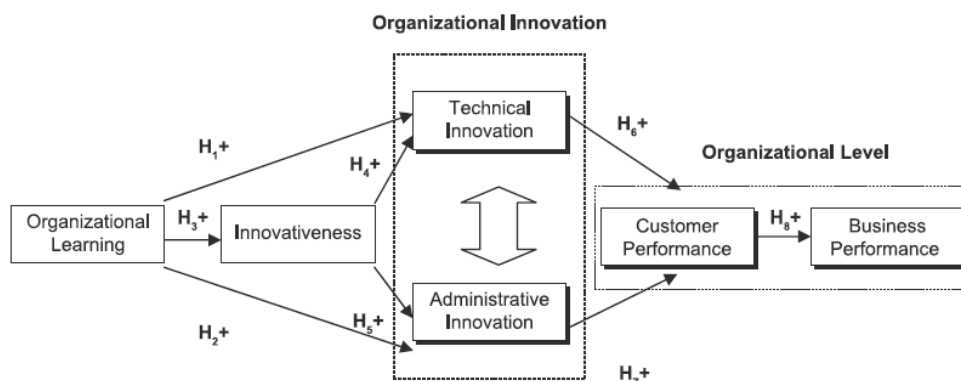 Organizational Innovation
Technical
Innovation
H₁+
H₄+
H₆+
Organizational Level
Organizational
Learning
H₃+
Innovativeness
Customer
Performance
H₈+
Business
Performance
Administrative
Innovation
H₂+
H₅+